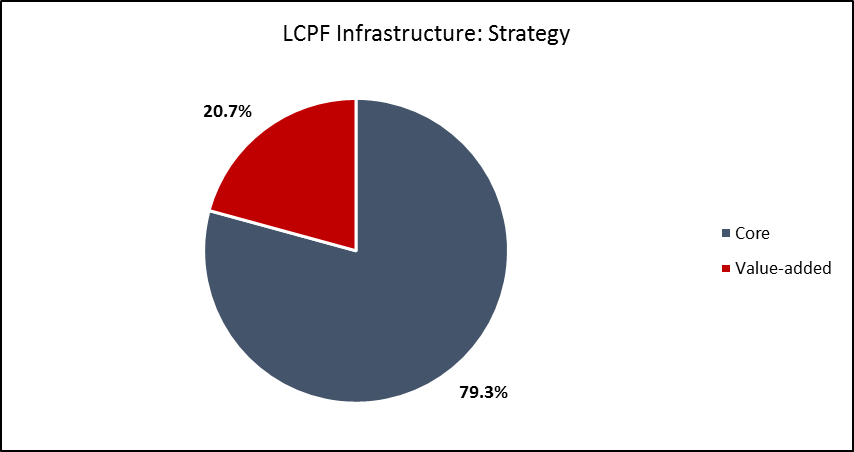 LCPF Infrastructure: Strategy
20.7%
Core
Value-added
79.3%